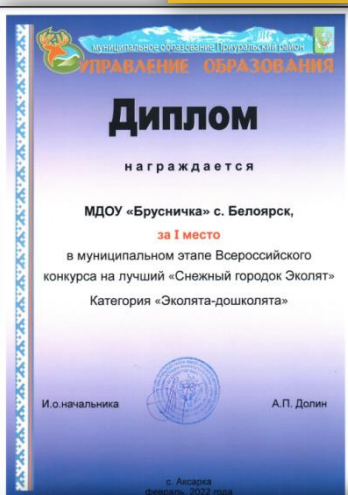 муниципальное образование Приуральский район
УПРАВЛЕНИЕ ОБРАЗОВАНИЯ
Диплом
награждается
МДОУ «Брусничка» с. Белоярск,
за I место
в муниципальном этапе Всероссийского
конкурса на лучший «Снежный городок Эколят»
Категория «Эколята-дошколята»
И.о.начальника А.П. Долин
с. Аксарка
февраль, 2022 года